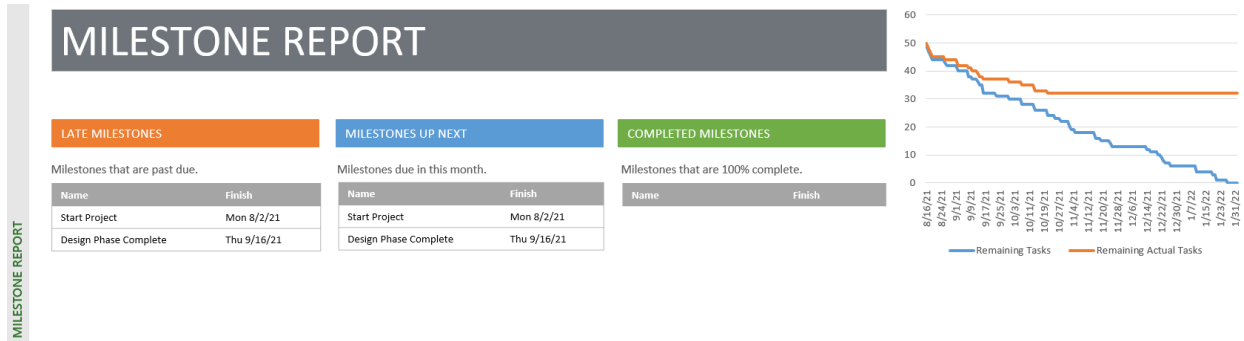 MILESTONE REPORT
MILESTONE REPORT
LATE MILESTONES
Milestones that are past due.
Name Finish
Start Project Mon 8/2/21
Design Phase Complete Thu 9/16/21
MILESTONES UP NEXT
Milestones due in this month.
Name Finish
Start Project Mon 8/2/21
Design Phase Complete Thu 9/16/21
COMPLETED MILESTONES
Milestones that are 100% complete.
Name Finish
60
50
40
30
20
10
0
8/16/21
8/24/21
9/1/21
9/9/21
9/17/21
9/25/21
10/3/21
10/11/21
10/19/21
10/27/21
11/4/21
11/12/21
11/20/21
11/28/21
12/6/21
12/14/21
12/22/21
12/30/21
1/7/22
1/15/22
1/23/22
1/31/22
Remaining Tasks
Remaining Actual Tasks